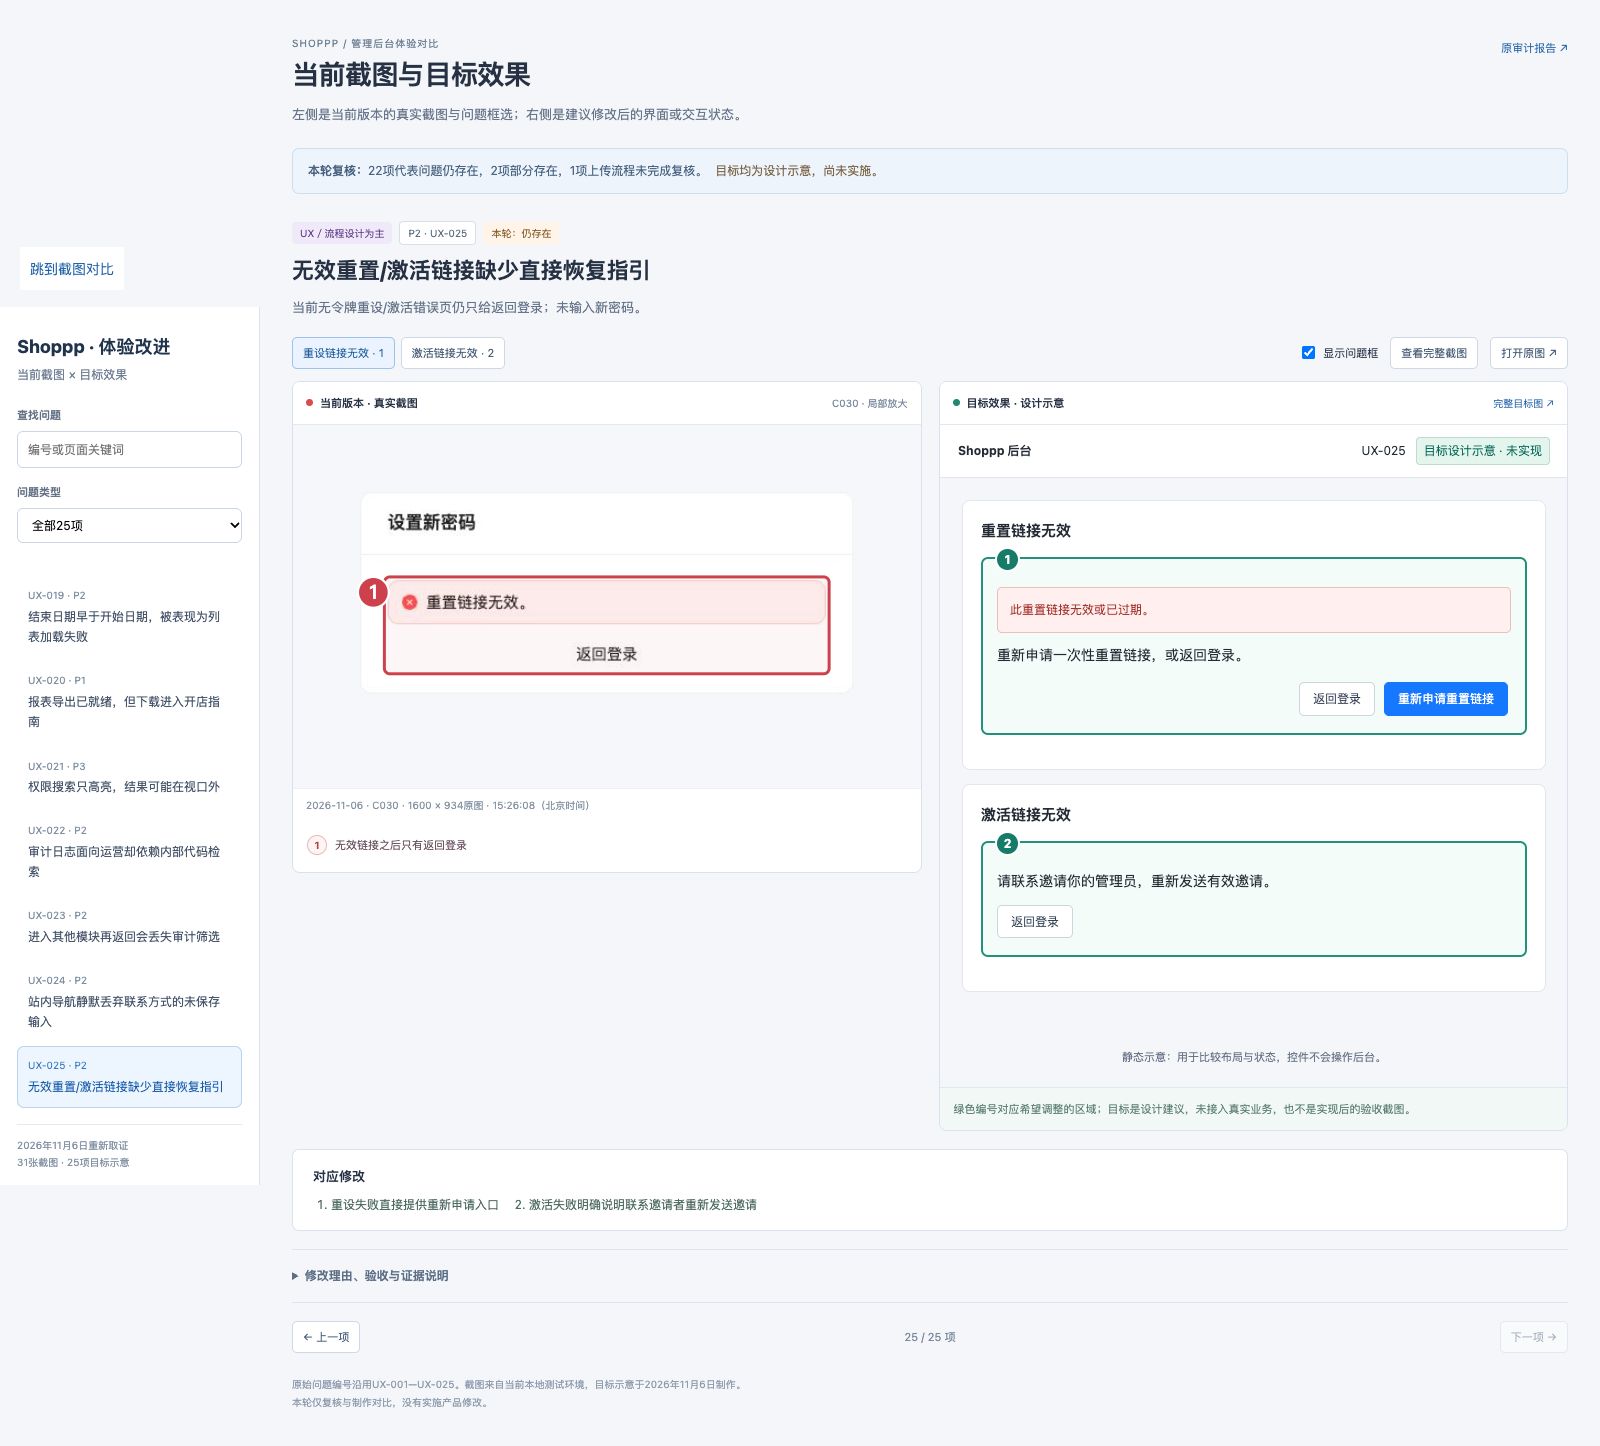 SHOPPP / 管理后台体验对比
当前截图与目标效果
左侧是当前版本的真实截图与问题框选；右侧是建议修改后的界面或交互状态。
原审计报告 ↗
本轮复核：22项代表问题仍存在，2项部分存在，1项上传流程未完成复核。 目标均为设计示意，尚未实施。
跳到截图对比
Shoppp · 体验改进
当前截图 × 目标效果
查找问题
编号或页面关键词
问题类型
全部25项
UX-019 · P2
结束日期早于开始日期，被表现为列
表加载失败
UX-020 · P1
报表导出已就绪，但下载进入开店指
南
UX-021 · P3
权限搜索只高亮，结果可能在视口外
UX-022 · P2
审计日志面向运营却依赖内部代码检
索
UX-023 · P2
进入其他模块再返回会丢失审计筛选
UX-024 · P2
站内导航静默丢弃联系方式的未保存
输入
UX-025 · P2
无效重置/激活链接缺少直接恢复指引
2026年11月6日重新取证
31张截图 · 25项目标示意
UX / 流程设计为主
P2 · UX-025
本轮：仍存在
无效重置/激活链接缺少直接恢复指引
当前无令牌重设/激活错误页仍只给返回登录；未输入新密码。
重设链接无效 · 1
激活链接无效 · 2
显示问题框
查看完整截图
打开原图 ↗
当前版本 · 真实截图
C030 · 局部放大
设置新密码
1
重置链接无效。
返回登录
2026-11-06 · C030 · 1600 × 934原图 · 15:26:08（北京时间）
1 无效链接之后只有返回登录
目标效果 · 设计示意
完整目标图 ↗
Shoppp 后台
UX-025
目标设计示意 · 未实现
重置链接无效
1
此重置链接无效或已过期。
重新申请一次性重置链接，或返回登录。
返回登录
重新申请重置链接
激活链接无效
2
请联系邀请你的管理员，重新发送有效邀请。
返回登录
静态示意：用于比较布局与状态，控件不会操作后台。
绿色编号对应希望调整的区域；目标是设计建议，未接入真实业务，也不是实现后的验收截图。
对应修改
1. 重设失败直接提供重新申请入口 2. 激活失败明确说明联系邀请者重新发送邀请
▶ 修改理由、验收与证据说明
← 上一项
25 / 25 项
下一项 →
原始问题编号沿用UX-001—UX-025。截图来自当前本地测试环境，目标示意于2026年11月6日制作。
本轮仅复核与制作对比，没有实施产品修改。